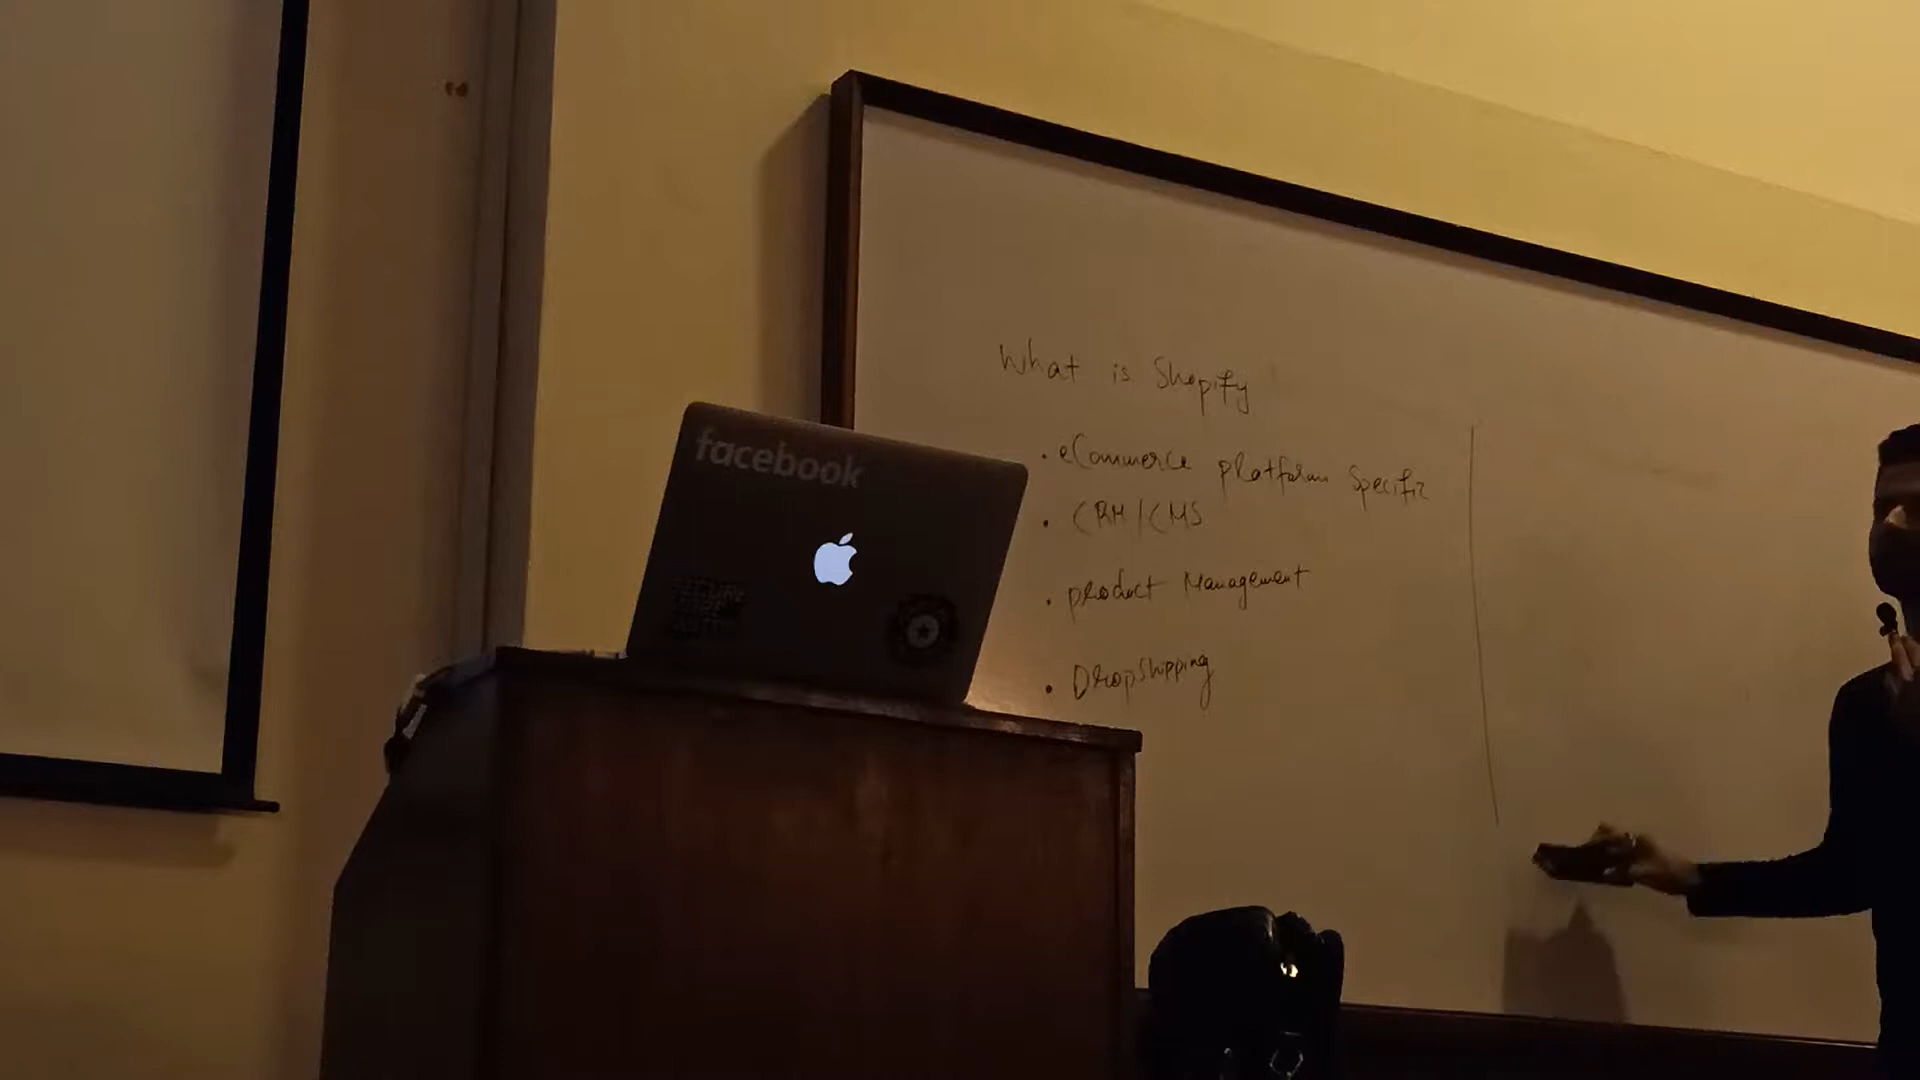 What is Shopify
• eCommerce platform Specific
• CRM/CMS
• product Management
• Dropshipping
facebook